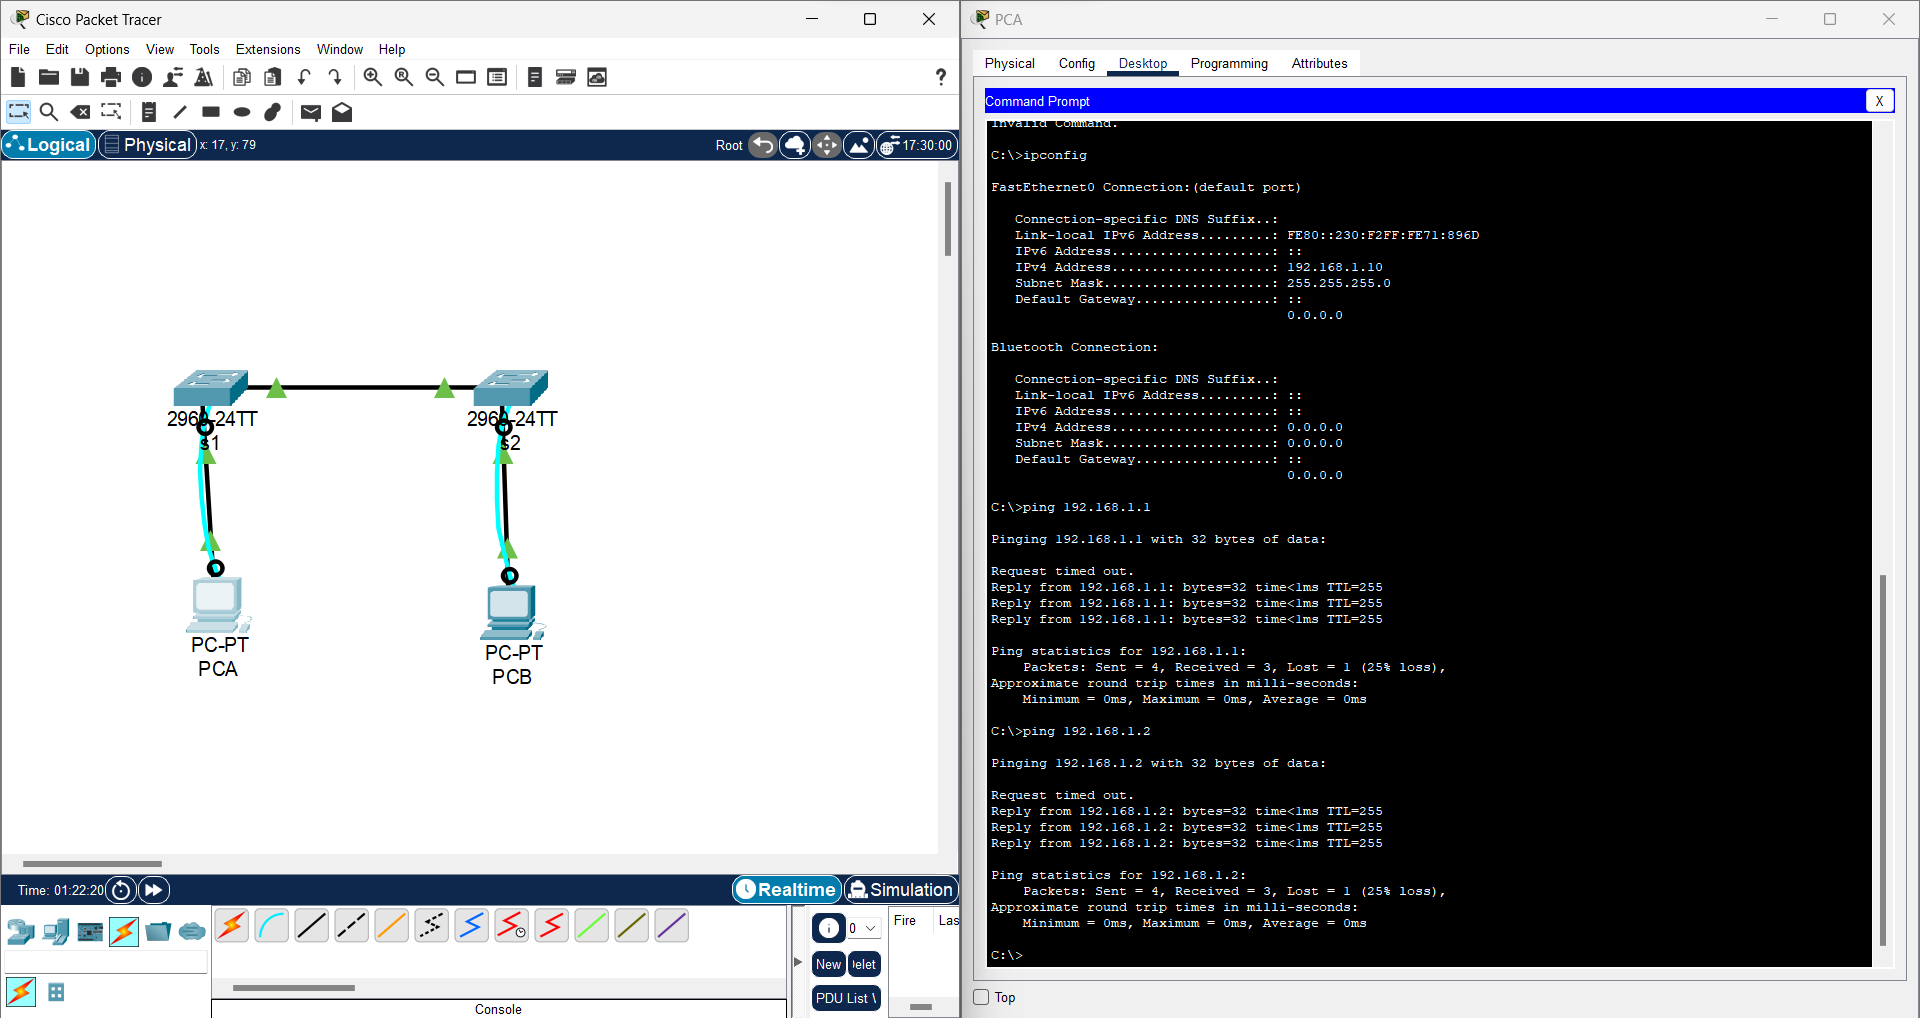 Cisco Packet Tracer
File Edit Options View Tools Extensions Window Help
?
Logical Physical x: 17, y: 79
Root 17:30:00
2960-24TT
s1
2960-24TT
s2
PC-PT
PCA
PC-PT
PCB
Time: 01:22:20
Realtime Simulation
0
Fire Las
New elet
PDU List
Console
PCA
Physical Config Desktop Programming Attributes
Command Prompt
X
Invalid Command.
C:\>ipconfig
FastEthernet0 Connection:(default port)
Connection-specific DNS Suffix..:
Link-local IPv6 Address.........: FE80::230:F2FF:FE71:896D
IPv6 Address....................: ::
IPv4 Address....................: 192.168.1.10
Subnet Mask.....................: 255.255.255.0
Default Gateway.................: ::
0.0.0.0
Bluetooth Connection:
Connection-specific DNS Suffix..:
Link-local IPv6 Address.........: ::
IPv6 Address....................: ::
IPv4 Address....................: 0.0.0.0
Subnet Mask.....................: 0.0.0.0
Default Gateway.................: ::
0.0.0.0
C:\>ping 192.168.1.1
Pinging 192.168.1.1 with 32 bytes of data:
Request timed out.
Reply from 192.168.1.1: bytes=32 time<1ms TTL=255
Reply from 192.168.1.1: bytes=32 time<1ms TTL=255
Reply from 192.168.1.1: bytes=32 time<1ms TTL=255
Ping statistics for 192.168.1.1:
Packets: Sent = 4, Received = 3, Lost = 1 (25% loss),
Approximate round trip times in milli-seconds:
Minimum = 0ms, Maximum = 0ms, Average = 0ms
C:\>ping 192.168.1.2
Pinging 192.168.1.2 with 32 bytes of data:
Request timed out.
Reply from 192.168.1.2: bytes=32 time<1ms TTL=255
Reply from 192.168.1.2: bytes=32 time<1ms TTL=255
Reply from 192.168.1.2: bytes=32 time<1ms TTL=255
Ping statistics for 192.168.1.2:
Packets: Sent = 4, Received = 3, Lost = 1 (25% loss),
Approximate round trip times in milli-seconds:
Minimum = 0ms, Maximum = 0ms, Average = 0ms
C:\>
Top